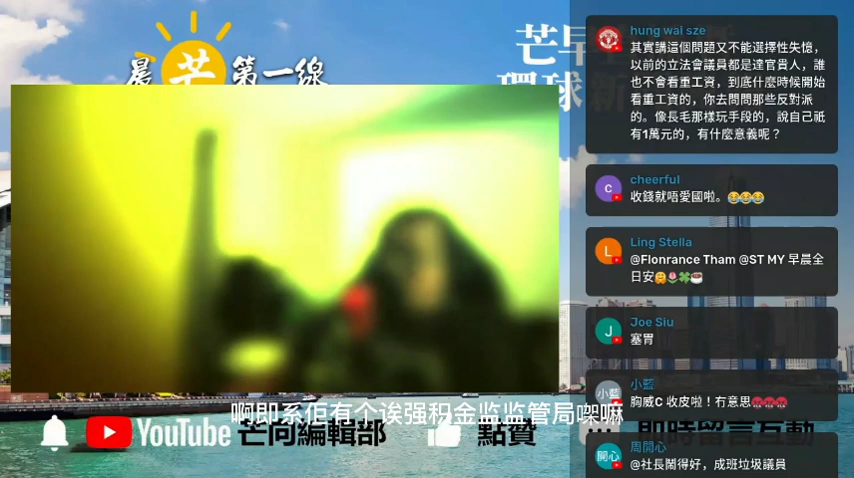 晨芒第一線
芒早
環球新
hung wai sze
其實講這個問題又不能選擇性失憶，
以前的立法會議員都是達官貴人，誰
也不會看重工資，到底什麼時候開始
看重工資的，你去問問那些反對派
的。像長毛那樣玩手段的，說自己祇
有1萬元的，有什麼意義呢？
C
cheerful
收錢就唔愛國啦。😂😂😂
L
Ling Stella
@Flonrance Tham @ST MY 早晨全
日安🤗🌷🍀☕
J
Joe Siu
塞胃
小藍
小藍
胸威C 收皮啦！冇意思😡😡😡
開心
周開心
@社長鬧得好，成班垃圾議員
啊即系佢有个诶强积金监监管局㗎嘛
YouTube 芒向編輯部
點贊
即時留言互動